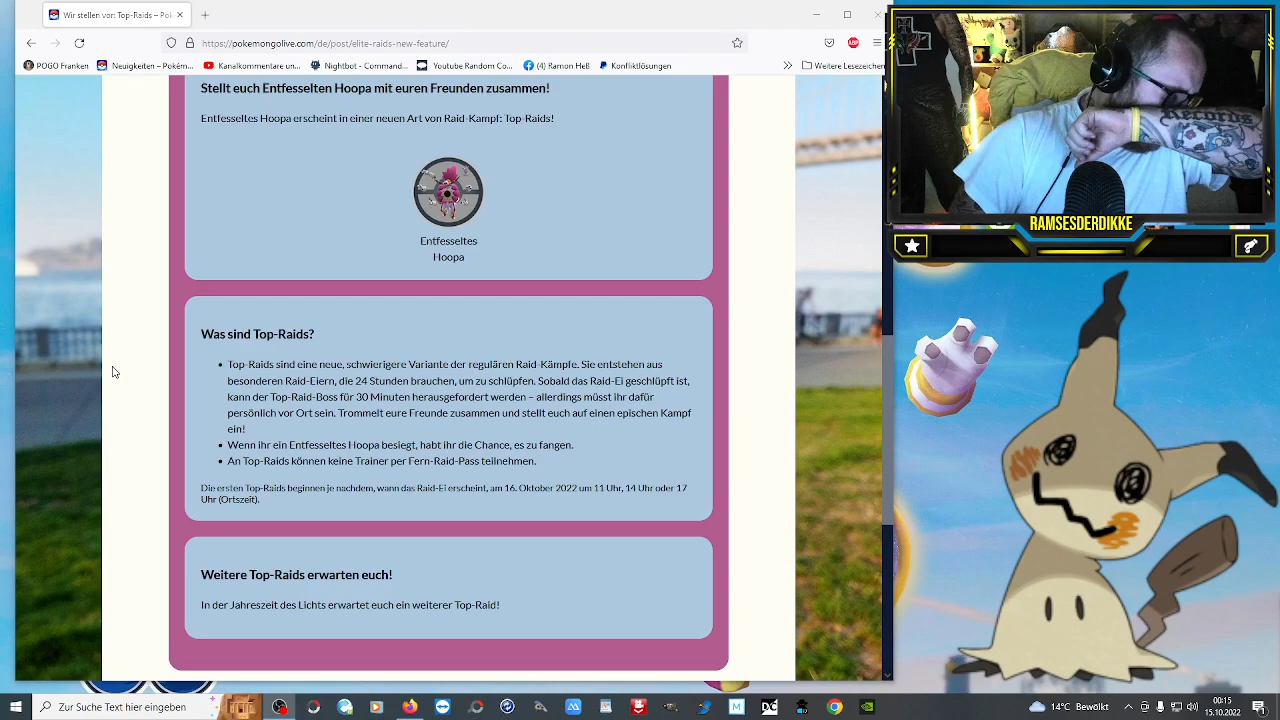 Wir stellen vor: Top-Raids – Pok
https://pokemongolive.com/de/post/elite-raids-new-feature
POGO Franken
Neuigkeiten – Pokém...
Kanalkommen...
Nightbot - Comman...
Youtube Random Co...
(4) Simon Heß
Konfliktlösungen
Weitere Lesezeichen
Stellt euch Entfesselten Hoopa mit euren Freunden zusammen!
Entfesseltes Hoopa erscheint in einer neuen Art von Raid-Kampf: Top-Raids!
Entfesseltes
Hoopa
Was sind Top-Raids?
Top-Raids sind eine neue, schwierigere Variante der regulären Raid-Kämpfe. Sie entstehen aus
besonderen Raid-Eiern, die 24 Stunden brauchen, um zu schlüpfen. Sobald das Raid-Ei geschlüpft ist,
kann der Top-Raid-Boss für 30 Minuten herausgefordert werden – allerdings müsst ihr dafür
persönlich vor Ort sein. Trommelt eure Freunde zusammen und stellt euch auf einen epischen Kampf
ein!
Wenn ihr ein Entfesseltes Hoopa besiegt, habt ihr die Chance, es zu fangen.
An Top-Raids können keine Trainer per Fern-Raid-Pass teilnehmen.
Die ersten Top-Raids beginnen je nachdem, wann das Raid-Ei erscheint, am 16. Oktober 2022 um 11 Uhr, 14 Uhr oder 17
Uhr (Ortszeit).
Weitere Top-Raids erwarten euch!
In der Jahreszeit des Lichts erwartet euch ein weiterer Top-Raid!
Records
RAMSESDERDIKKE
Zur Suche Text hier eingeben
14°C Bewölkt
00:15
15.10.2022